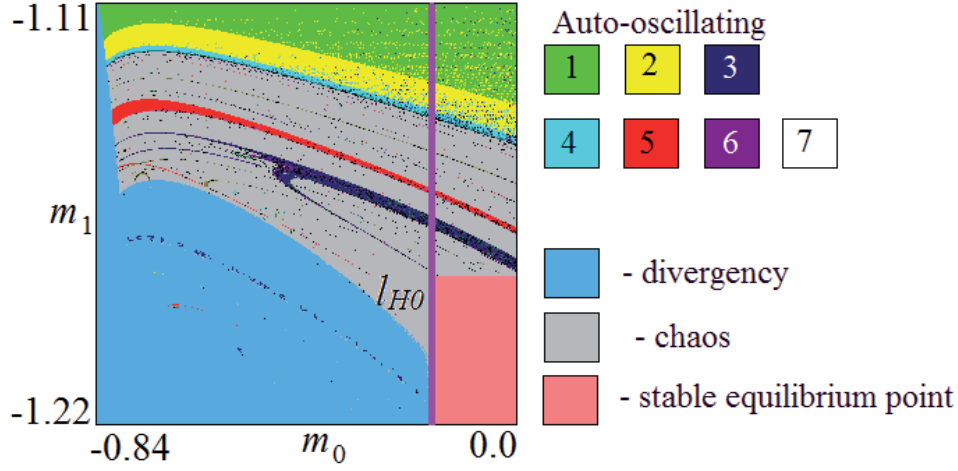 -1.11
m1
-1.22
-0.84
m0
0.0
lH0
Auto-oscillating
1 2 3
4 5 6 7
- divergency
- chaos
- stable equilibrium point